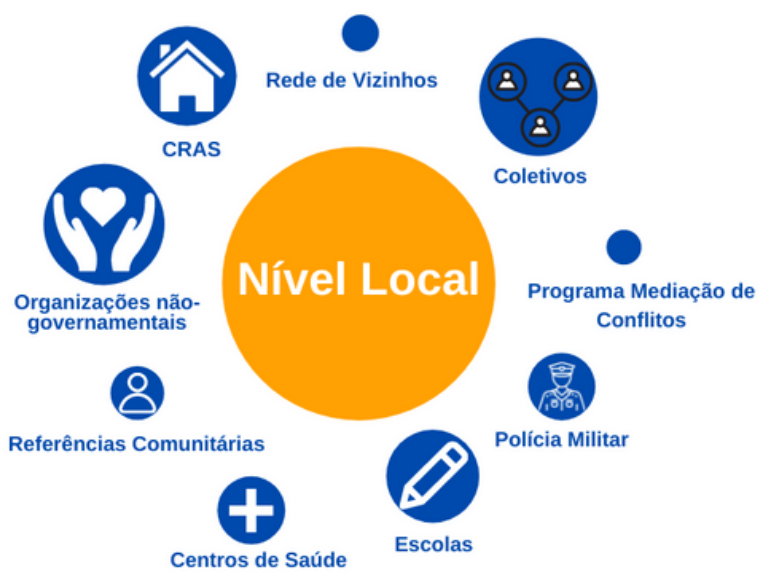 Rede de Vizinhos
CRAS
Coletivos
Nível Local
Organizações não-
governamentais
Programa Mediação de
Conflitos
Referências Comunitárias
Polícia Militar
Escolas
Centros de Saúde